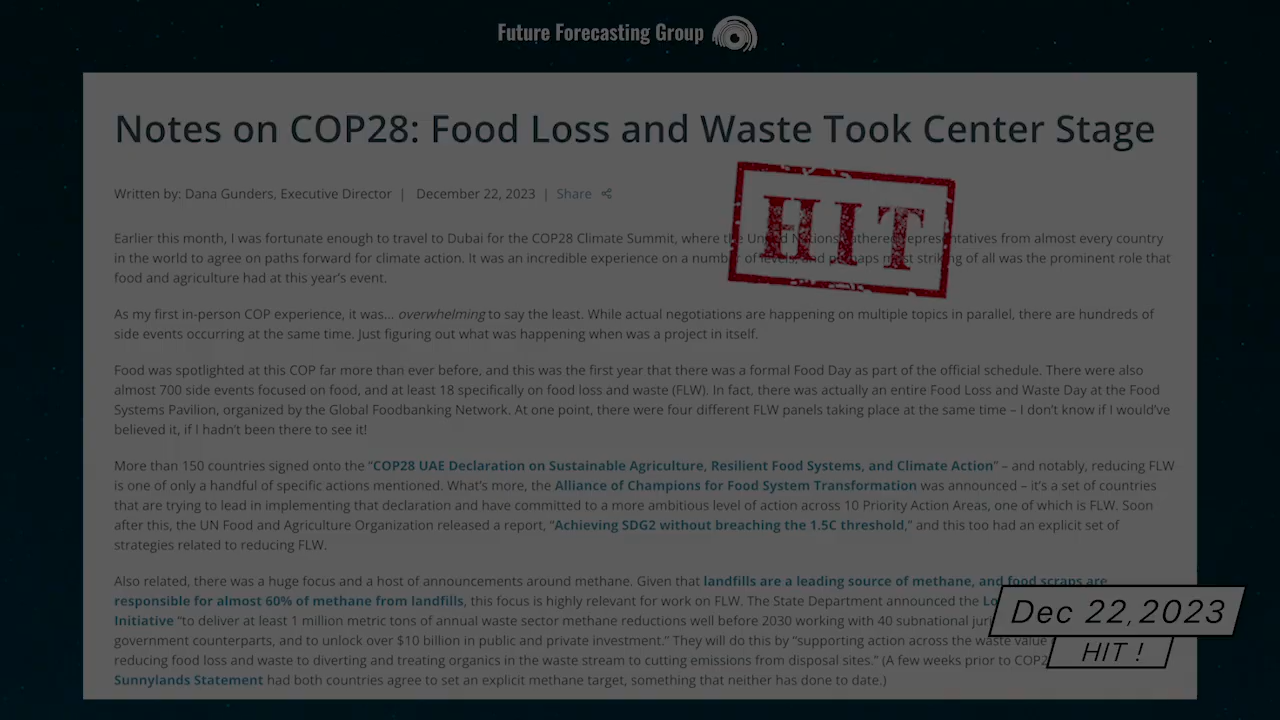 Future Forecasting Group
Notes on COP28: Food Loss and Waste Took Center Stage
Written by: Dana Gunders, Executive Director | December 22, 2023 | Share
HIT
Earlier this month, I was fortunate enough to travel to Dubai for the COP28 Climate Summit, where the United Nations gathered representatives from almost every country
in the world to agree on paths forward for climate action. It was an incredible experience on a number of levels, and perhaps most striking of all was the prominent role that
food and agriculture had at this year's event.
As my first in-person COP experience, it was... overwhelming to say the least. While actual negotiations are happening on multiple topics in parallel, there are hundreds of
side events occurring at the same time. Just figuring out what was happening when was a project in itself.
Food was spotlighted at this COP far more than ever before, and this was the first year that there was a formal Food Day as part of the official schedule. There were also
almost 700 side events focused on food, and at least 18 specifically on food loss and waste (FLW). In fact, there was actually an entire Food Loss and Waste Day at the Food
Systems Pavilion, organized by the Global Foodbanking Network. At one point, there were four different FLW panels taking place at the same time – I don't know if I would've
believed it, if I hadn't been there to see it!
More than 150 countries signed onto the "COP28 UAE Declaration on Sustainable Agriculture, Resilient Food Systems, and Climate Action" – and notably, reducing FLW
is one of only a handful of specific actions mentioned. What's more, the Alliance of Champions for Food System Transformation was announced – it's a set of countries
that are trying to lead in implementing that declaration and have committed to a more ambitious level of action across 10 Priority Action Areas, one of which is FLW. Soon
after this, the UN Food and Agriculture Organization released a report, "Achieving SDG2 without breaching the 1.5C threshold," and this too had an explicit set of
strategies related to reducing FLW.
Also related, there was a huge focus and a host of announcements around methane. Given that landfills are a leading source of methane, and food scraps are
responsible for almost 60% of methane from landfills, this focus is highly relevant for work on FLW. The State Department announced the
Initiative "to deliver at least 1 million metric tons of annual waste sector methane reductions well before 2030 working with 40 subnational
government counterparts, and to unlock over $10 billion in public and private investment." They will do this by "supporting action across the waste value
reducing food loss and waste to diverting and treating organics in the waste stream to cutting emissions from disposal sites." (A few weeks prior to
Sunnylands Statement had both countries agree to set an explicit methane target, something that neither has done to date.)
Dec 22, 2023
HIT !